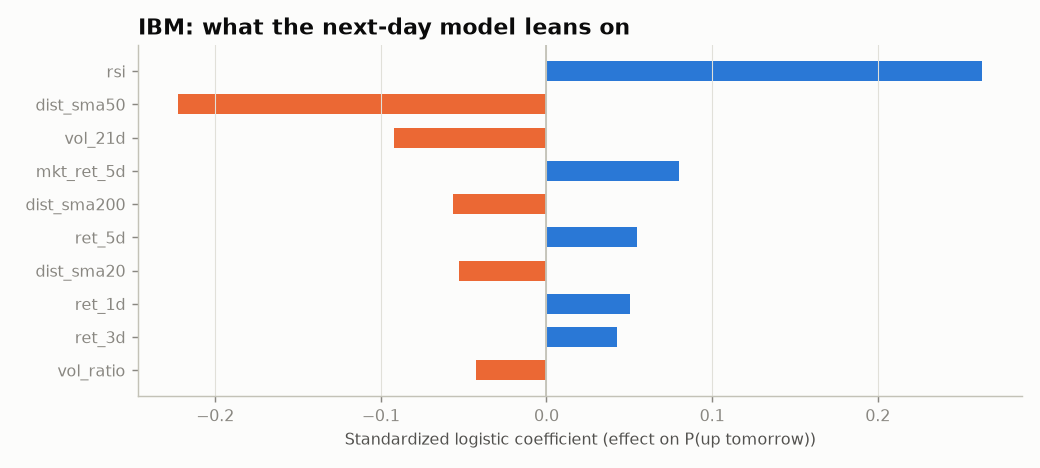 IBM: what the next-day model leans on
rsi
dist_sma50
vol_21d
mkt_ret_5d
dist_sma200
ret_5d
dist_sma20
ret_1d
ret_3d
vol_ratio
−0.2 −0.1 0.0 0.1 0.2
Standardized logistic coefficient (effect on P(up tomorrow))